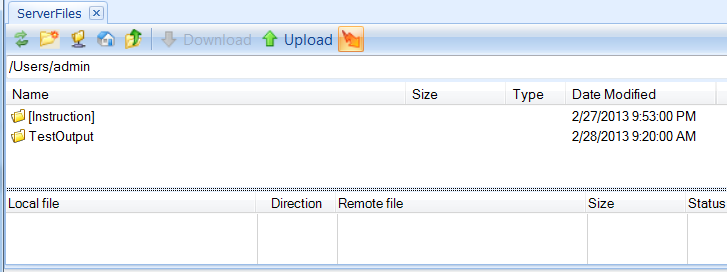 ServerFiles
Download Upload
/Users/admin
Name Size Type Date Modified
[Instruction] 2/27/2013 9:53:00 PM
TestOutput 2/28/2013 9:20:00 AM
Local file Direction Remote file Size Status